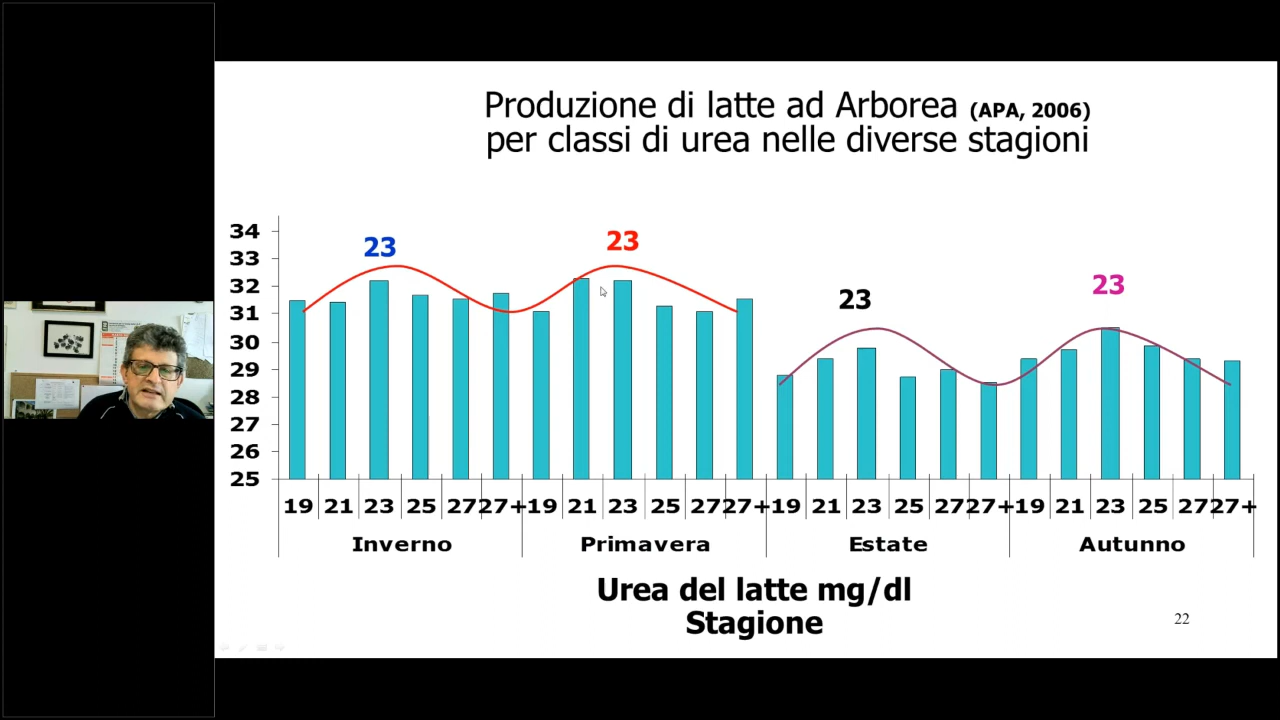 Produzione di latte ad Arborea (APA, 2006)
per classi di urea nelle diverse stagioni
34
33
32
31
30
29
28
27
26
25
23
23
23
23
19 21 23 25 27 27+ 19 21 23 25 27 27+ 19 21 23 25 27 27+ 19 21 23 25 27 27+
Inverno Primavera Estate Autunno
Urea del latte mg/dl
Stagione
22